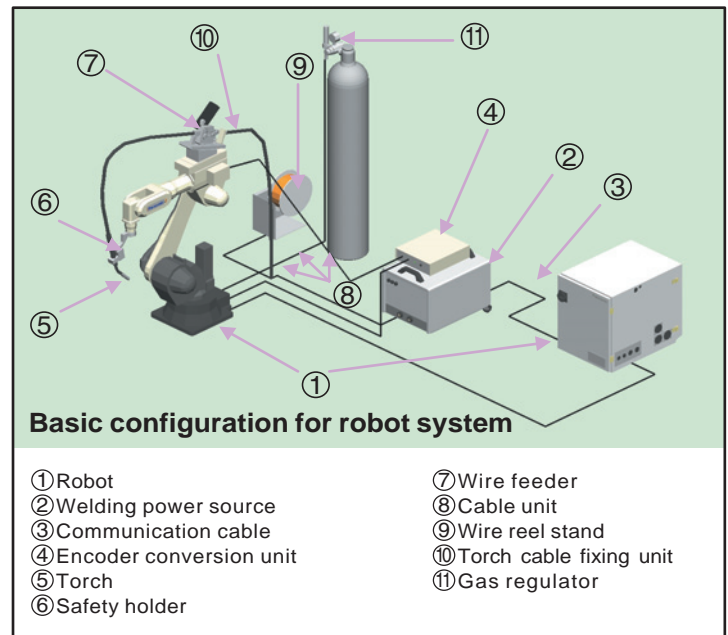 ⑩
⑪
⑦
⑨
④
②
⑥
③
⑤
⑧
①
Basic configuration for robot system
①Robot
②Welding power source
③Communication cable
④Encoder conversion unit
⑤Torch
⑥Safety holder
⑦Wire feeder
⑧Cable unit
⑨Wire reel stand
⑩Torch cable fixing unit
⑪Gas regulator